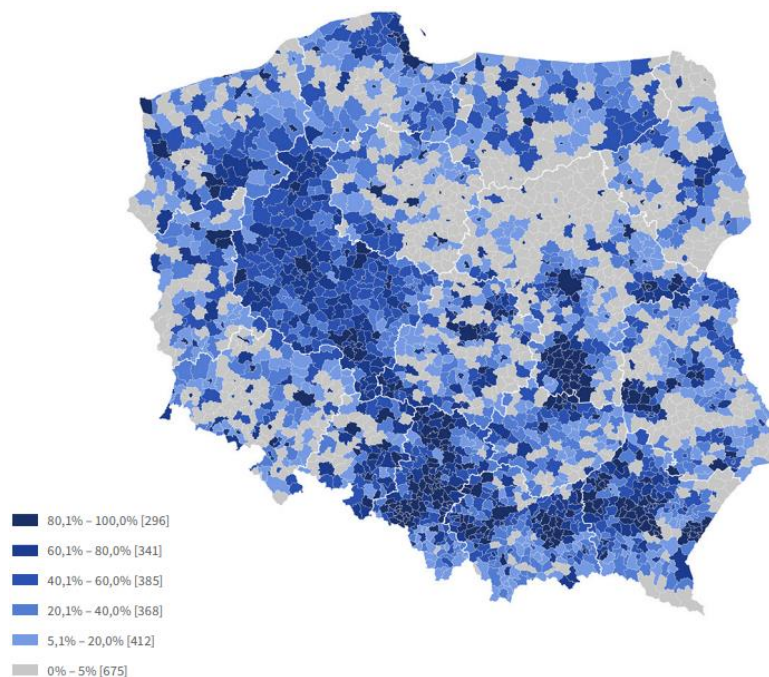 80,1% – 100,0% [296]
60,1% – 80,0% [341]
40,1% – 60,0% [385]
20,1% – 40,0% [368]
5,1% – 20,0% [412]
0% – 5% [675]